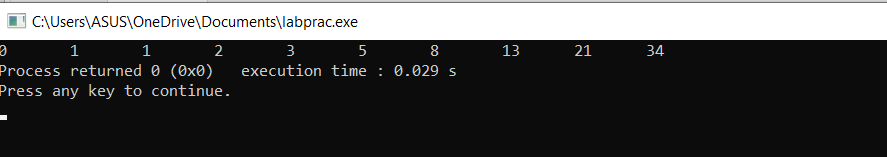 C:\Users\ASUS\OneDrive\Documents\labprac.exe
0 1 1 2 3 5 8 13 21 34
Process returned 0 (0x0) execution time : 0.029 s
Press any key to continue.